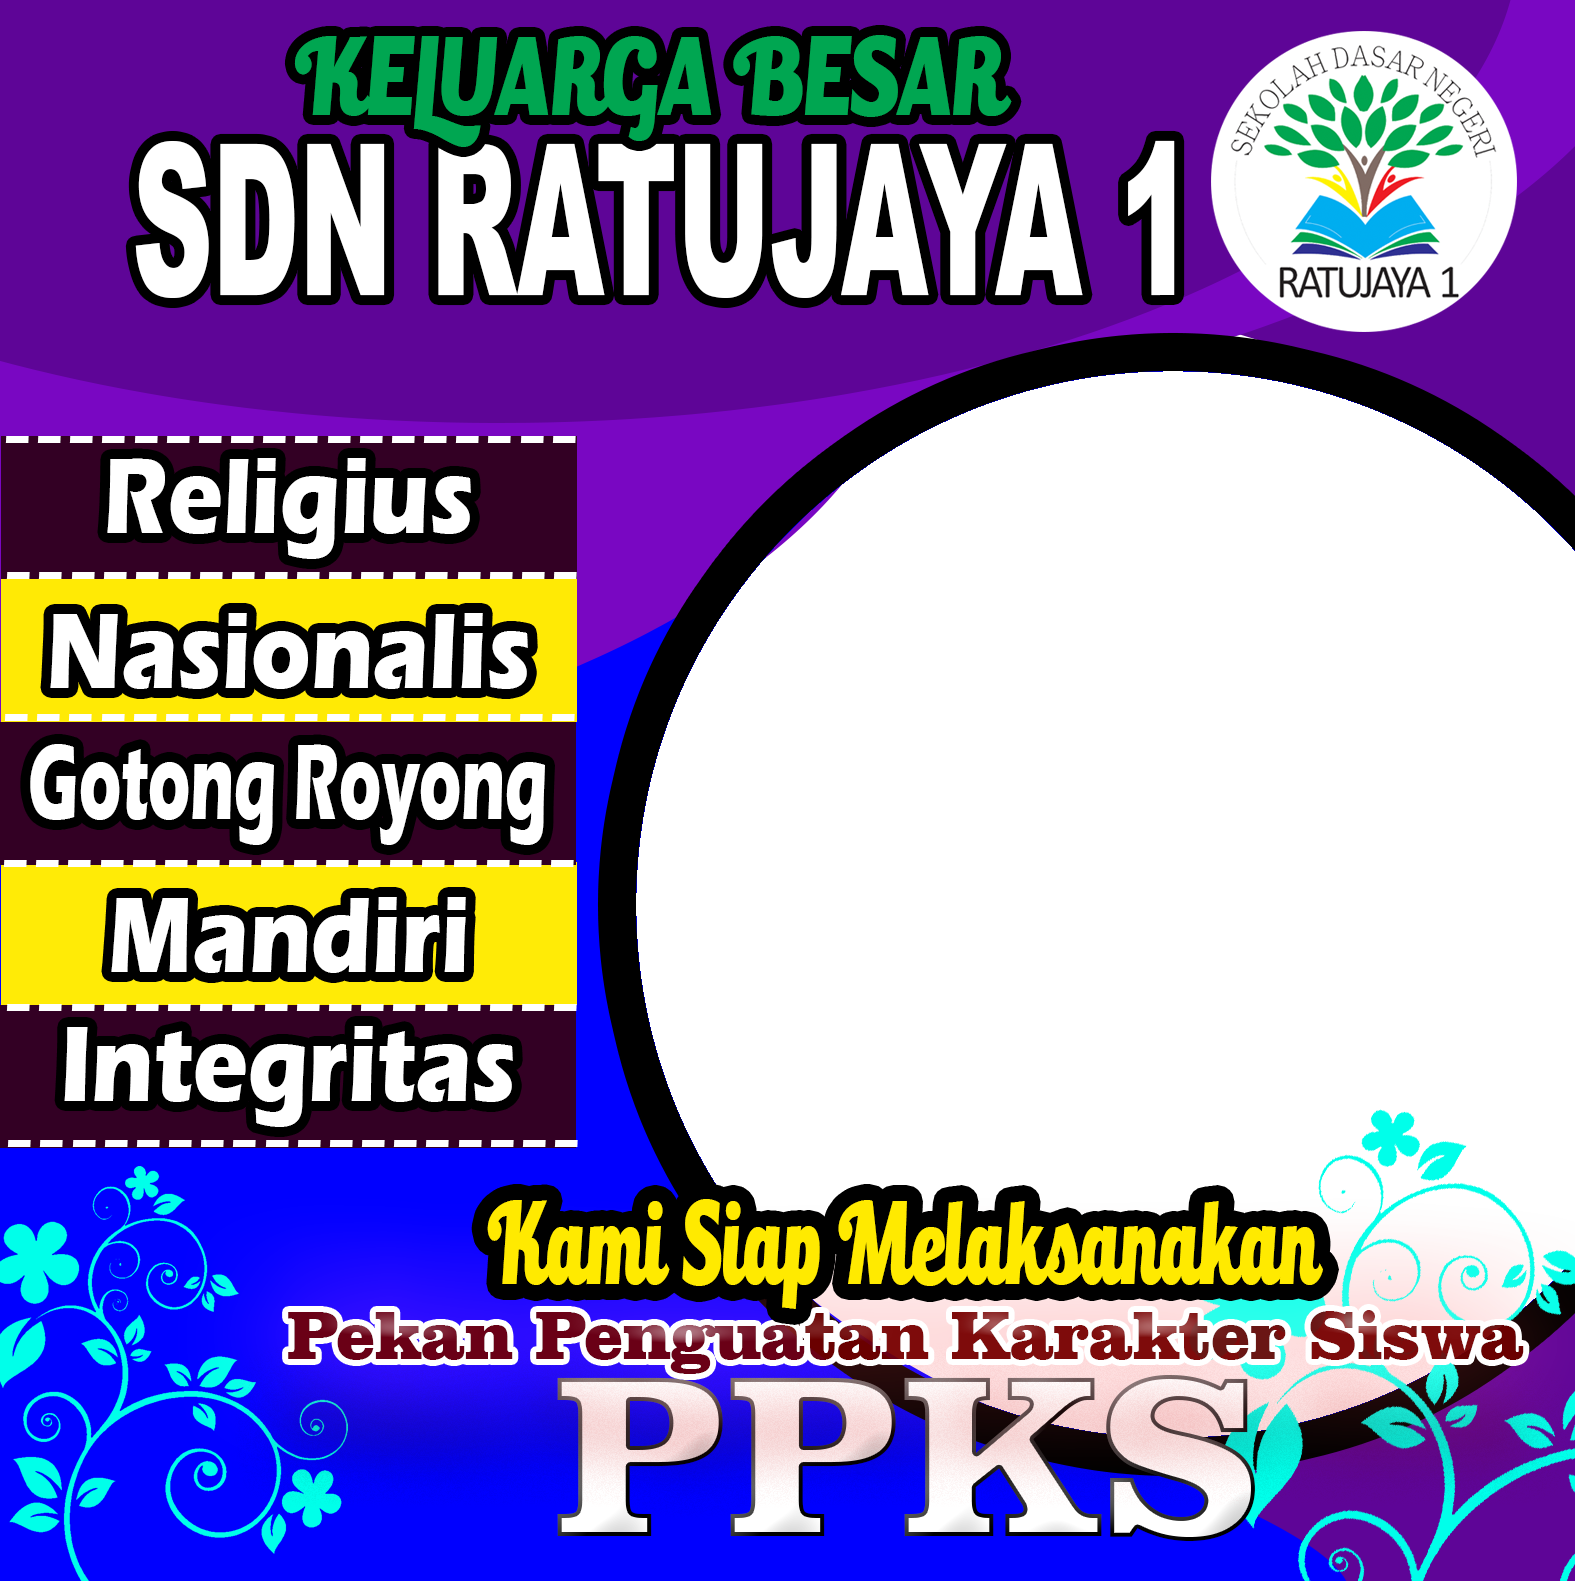 KELUARGA BESAR
SDN RATUJAYA 1
SEKOLAH DASAR NEGERI
RATUJAYA 1
Religius
Nasionalis
Gotong Royong
Mandiri
Integritas
Kami Siap Melaksanakan
Pekan Penguatan Karakter Siswa
PPKS